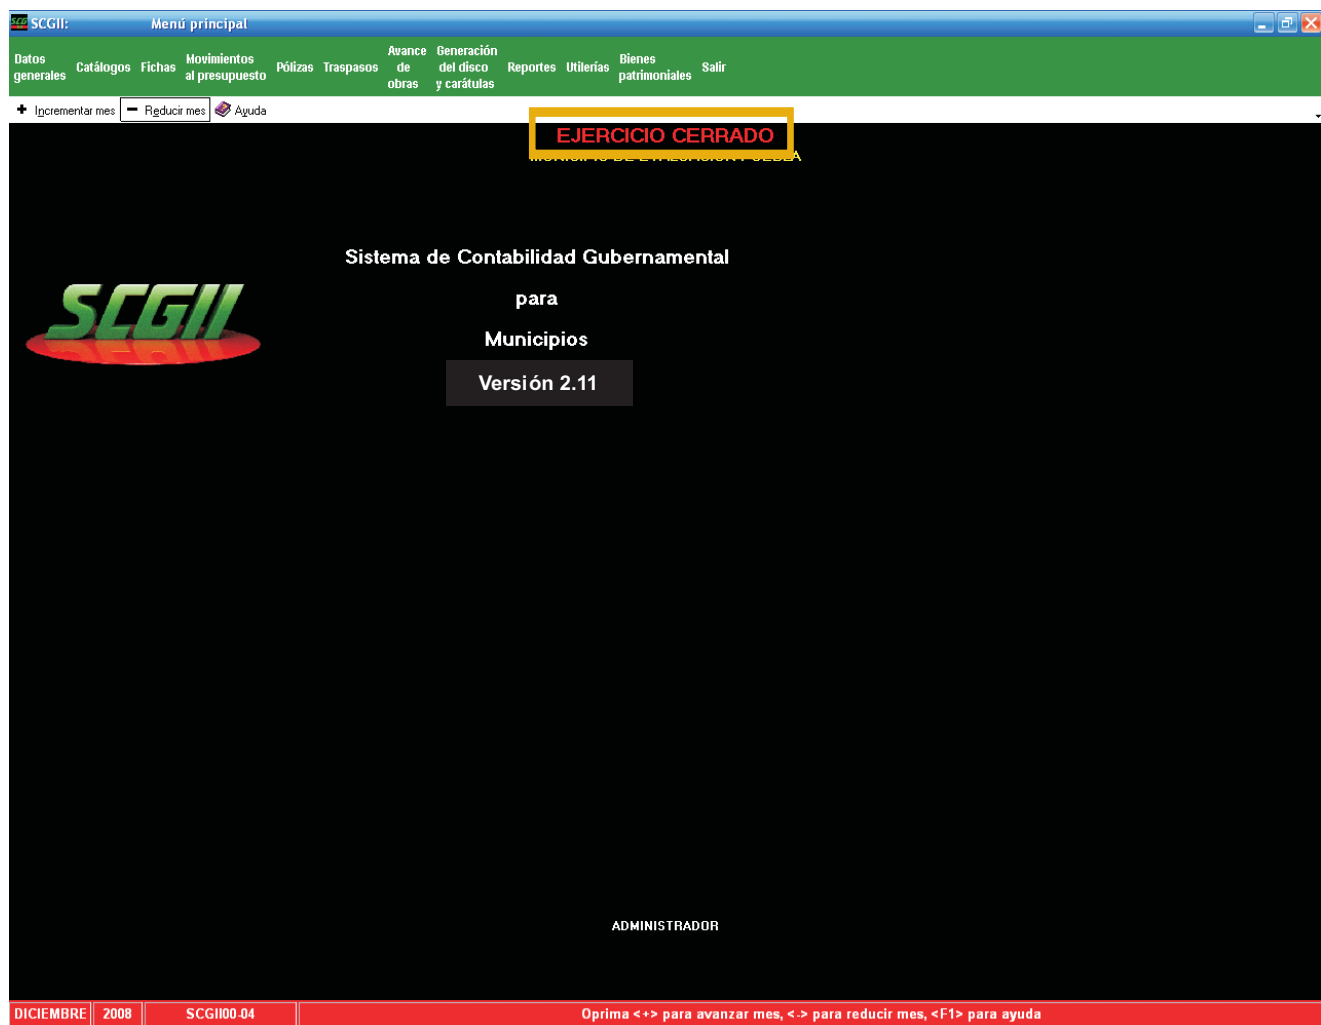 SCGII: Menú principal
Datos generales Catálogos Fichas Movimientos al presupuesto Pólizas Traspasos Avance de obras Generación del disco y carátulas Reportes Utilerías Bienes patrimoniales Salir
Incrementar mes Reducir mes Ayuda
EJERCICIO CERRADO
Sistema de Contabilidad Gubernamental
para
SCGII
Municipios
Versión 2.11
ADMINISTRADOR
DICIEMBRE 2008 SCGII00-04 Oprima <+> para avanzar mes, <-> para reducir mes, <F1> para ayuda